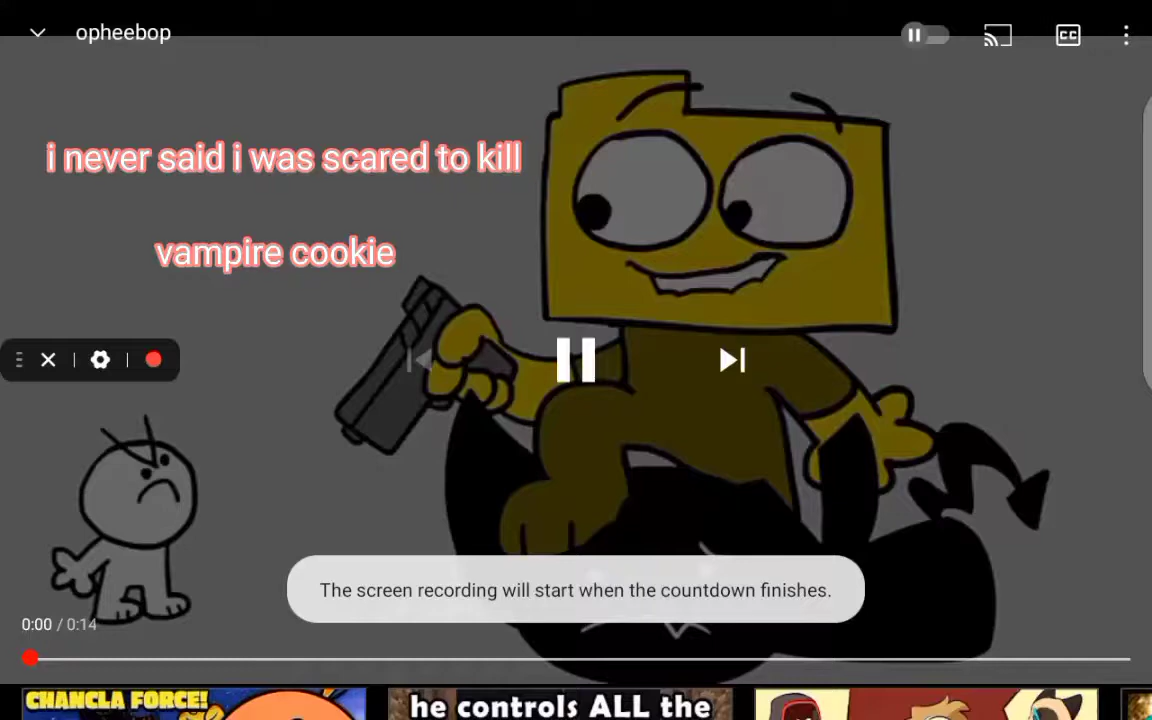 opheebop
CC
i never said i was scared to kill
vampire cookie
The screen recording will start when the countdown finishes.
0:00 / 0:14
CHANCLA FORCE!
he controls ALL the